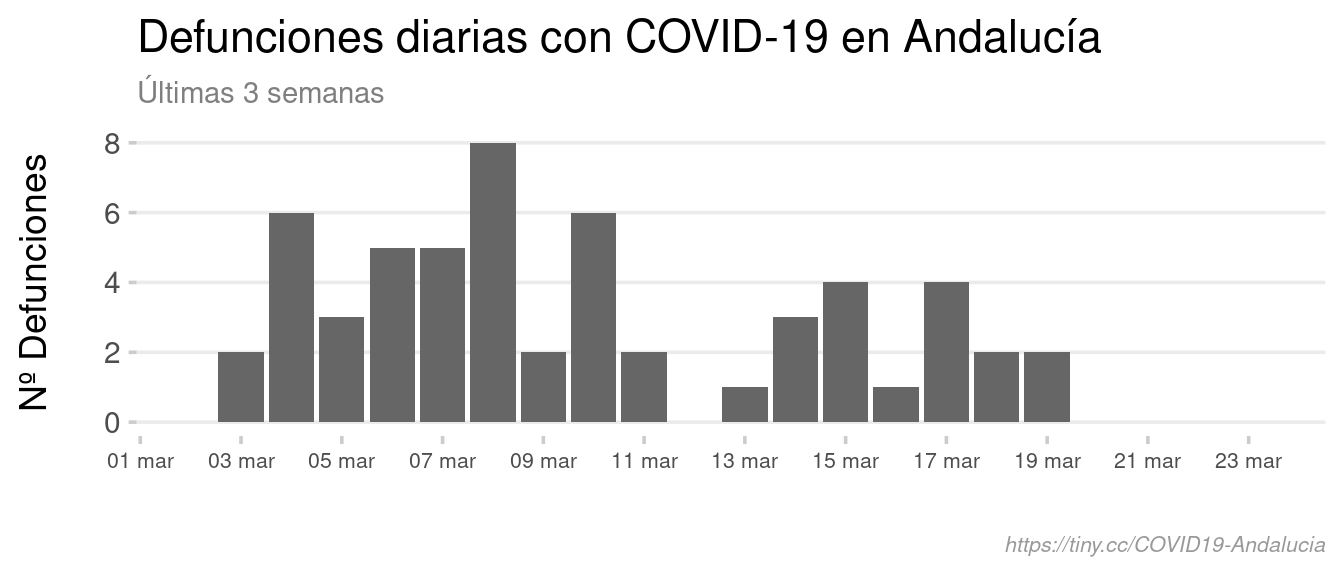 Defunciones diarias con COVID-19 en Andalucía
Últimas 3 semanas
Nº Defunciones
8
6
4
2
0
01 mar 03 mar 05 mar 07 mar 09 mar 11 mar 13 mar 15 mar 17 mar 19 mar 21 mar 23 mar
https://tiny.cc/COVID19-Andalucia